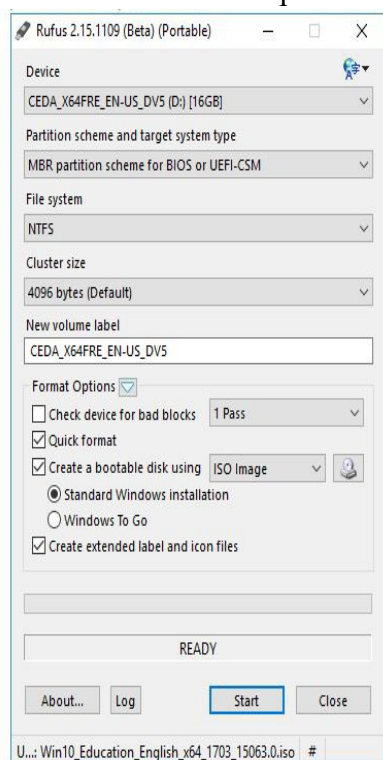 Rufus 2.15.1109 (Beta) (Portable)
Device
CEDA_X64FRE_EN-US_DV5 (D:) [16GB]
Partition scheme and target system type
MBR partition scheme for BIOS or UEFI-CSM
File system
NTFS
Cluster size
4096 bytes (Default)
New volume label
CEDA_X64FRE_EN-US_DV5
Format Options
Check device for bad blocks 1 Pass
Quick format
Create a bootable disk using ISO Image
Standard Windows installation
Windows To Go
Create extended label and icon files
READY
About... Log Start Close
U...: Win10_Education_English_x64_1703_15063.0.iso #